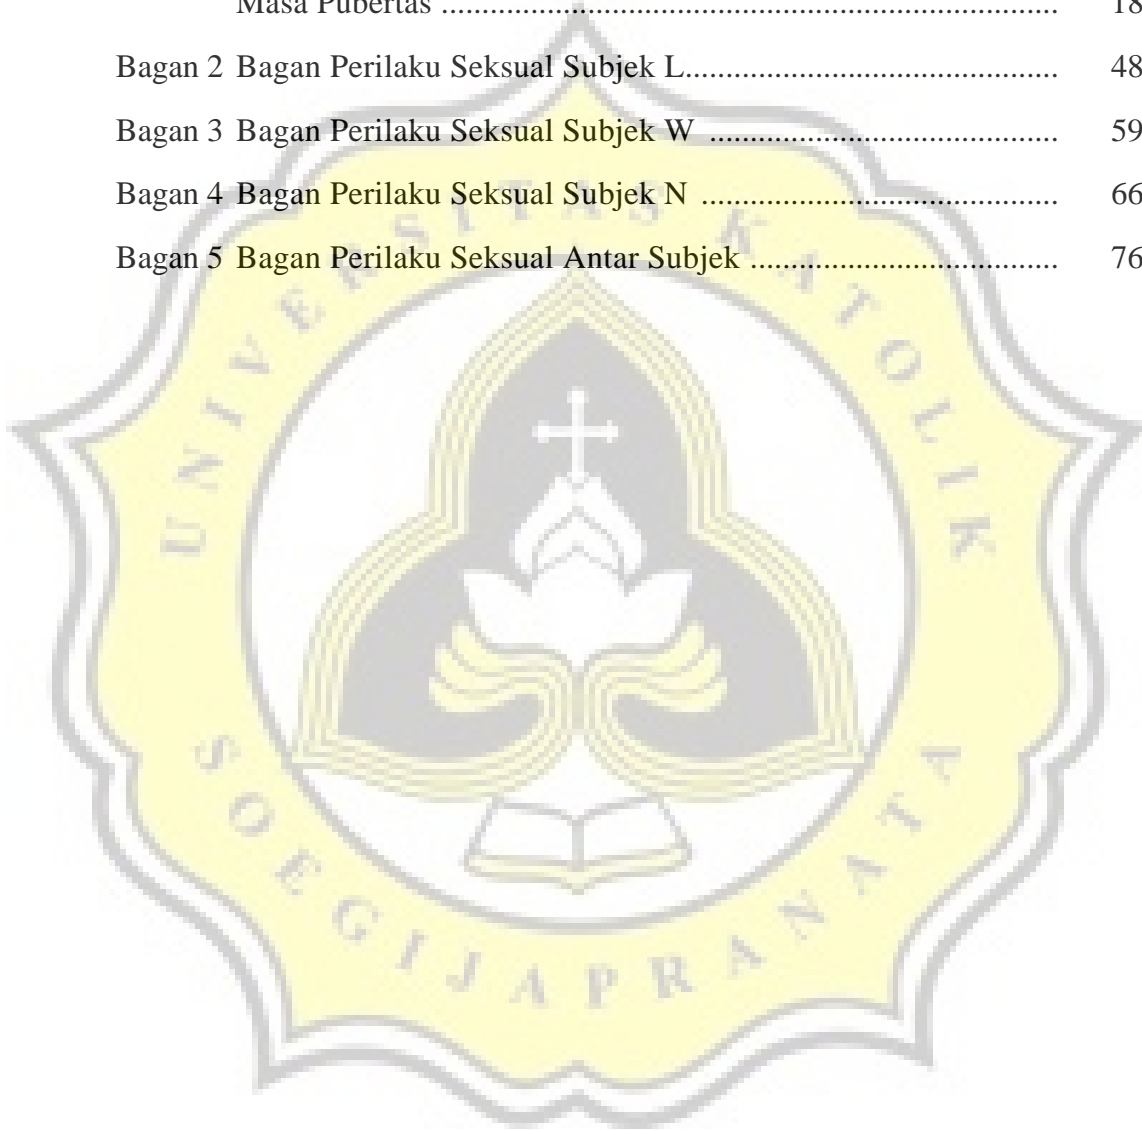 Masa Pubertas ................................................................... 18
Bagan 2 Bagan Perilaku Seksual Subjek L........................................ 48
Bagan 3 Bagan Perilaku Seksual Subjek W ...................................... 59
Bagan 4 Bagan Perilaku Seksual Subjek N ....................................... 66
Bagan 5 Bagan Perilaku Seksual Antar Subjek .................................. 76
UNIVERSITAS KATOLIK
SOEGIJAPRANATA